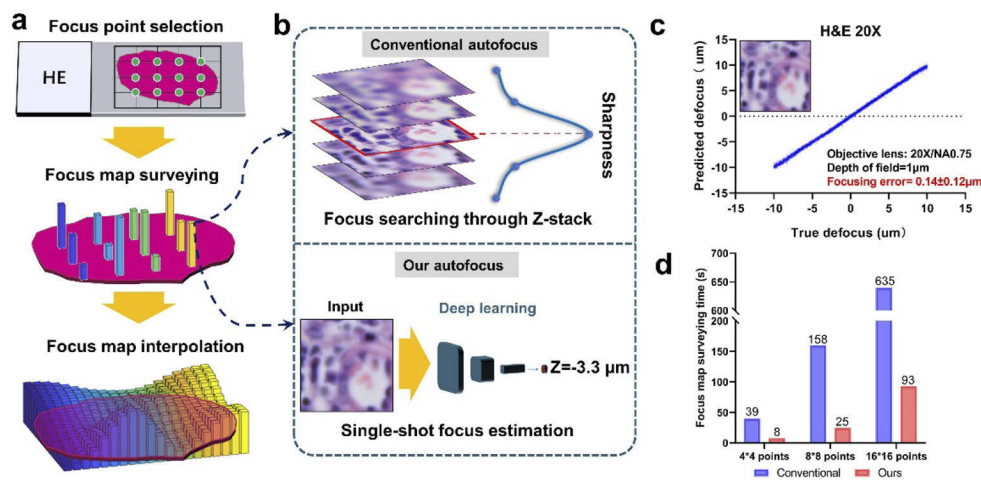 a
Focus point selection
HE
Focus map surveying
Focus map interpolation
b
Conventional autofocus
Sharpness
Focus searching through Z-stack
Our autofocus
Input
Deep learning
Z=-3.3 μm
Single-shot focus estimation
c
H&E 20X
Predicted defocus ( um)
15
10
5
0
-5
-10
-15
Objective lens: 20X/NA0.75
Depth of field=1μm
Focusing error= 0.14±0.12μm
-15 -10 -5 0 5 10 15
True defocus (um)
d
Focus map surveying time (s)
700
635
600
200
158
150
100
93
50
39
25
8
0
4*4 points 8*8 points 16*16 points
Conventional Ours